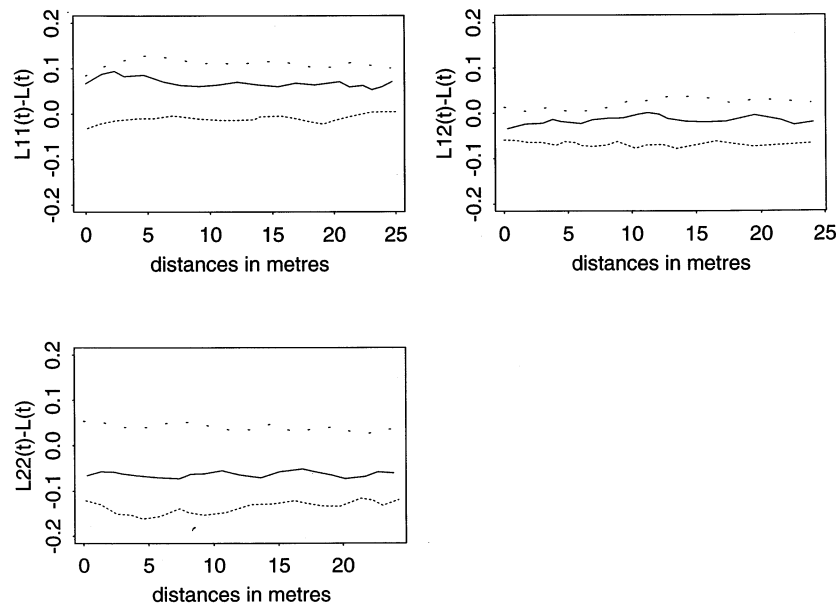 L11(t)-L(t)
0.2
0.1
0.0
-0.1
-0.2
0 5 10 15 20 25
distances in metres
L12(t)-L(t)
0.2
0.1
0.0
-0.1
-0.2
0 5 10 15 20 25
distances in metres
L22(t)-L(t)
0.2
0.1
0.0
-0.1
-0.2
0 5 10 15 20
distances in metres